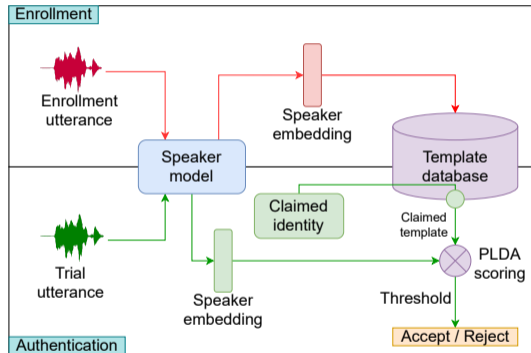 Enrollment
Enrollment
utterance
Speaker
embedding
Speaker
model
Template
database
Claimed
identity
Claimed
template
Trial
utterance
Speaker
embedding
PLDA
scoring
Threshold
Accept / Reject
Authentication